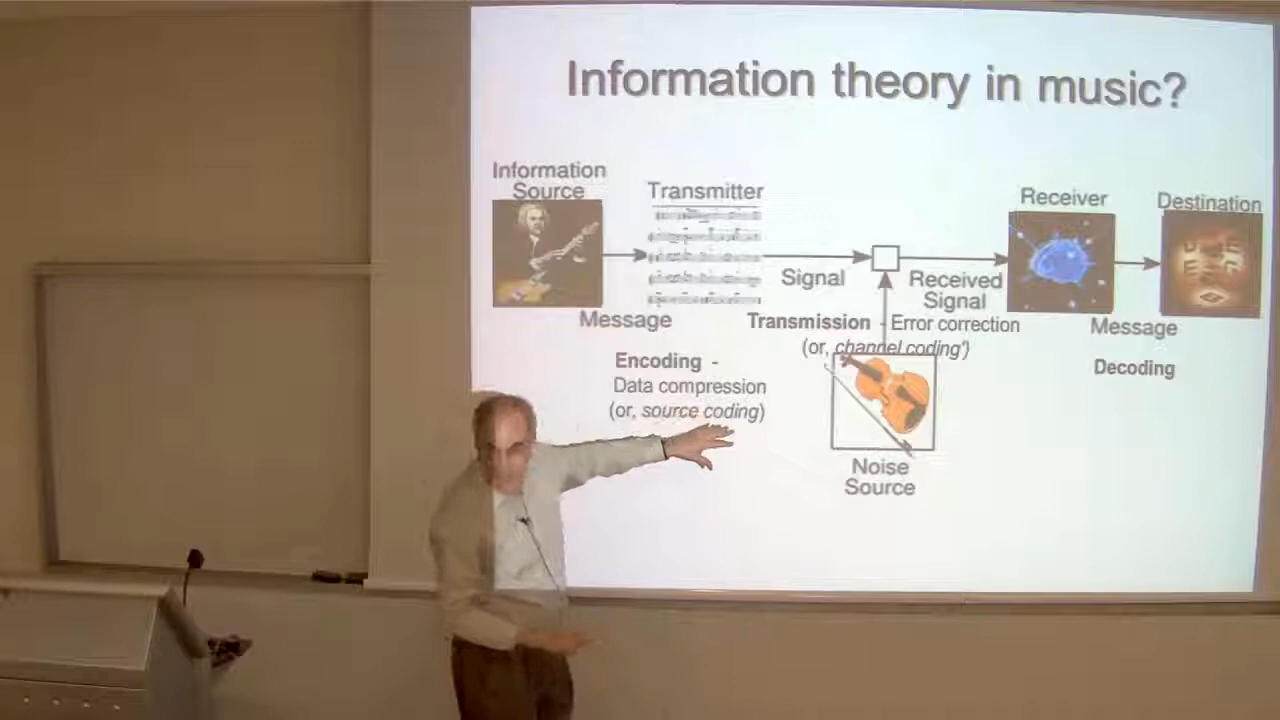 Information theory in music?
Information
Source
Transmitter
Receiver
Destination
Signal
Received
Signal
Message
Transmission - Error correction
(or, channel coding')
Message
Encoding -
Data compression
(or, source coding)
Decoding
Noise
Source